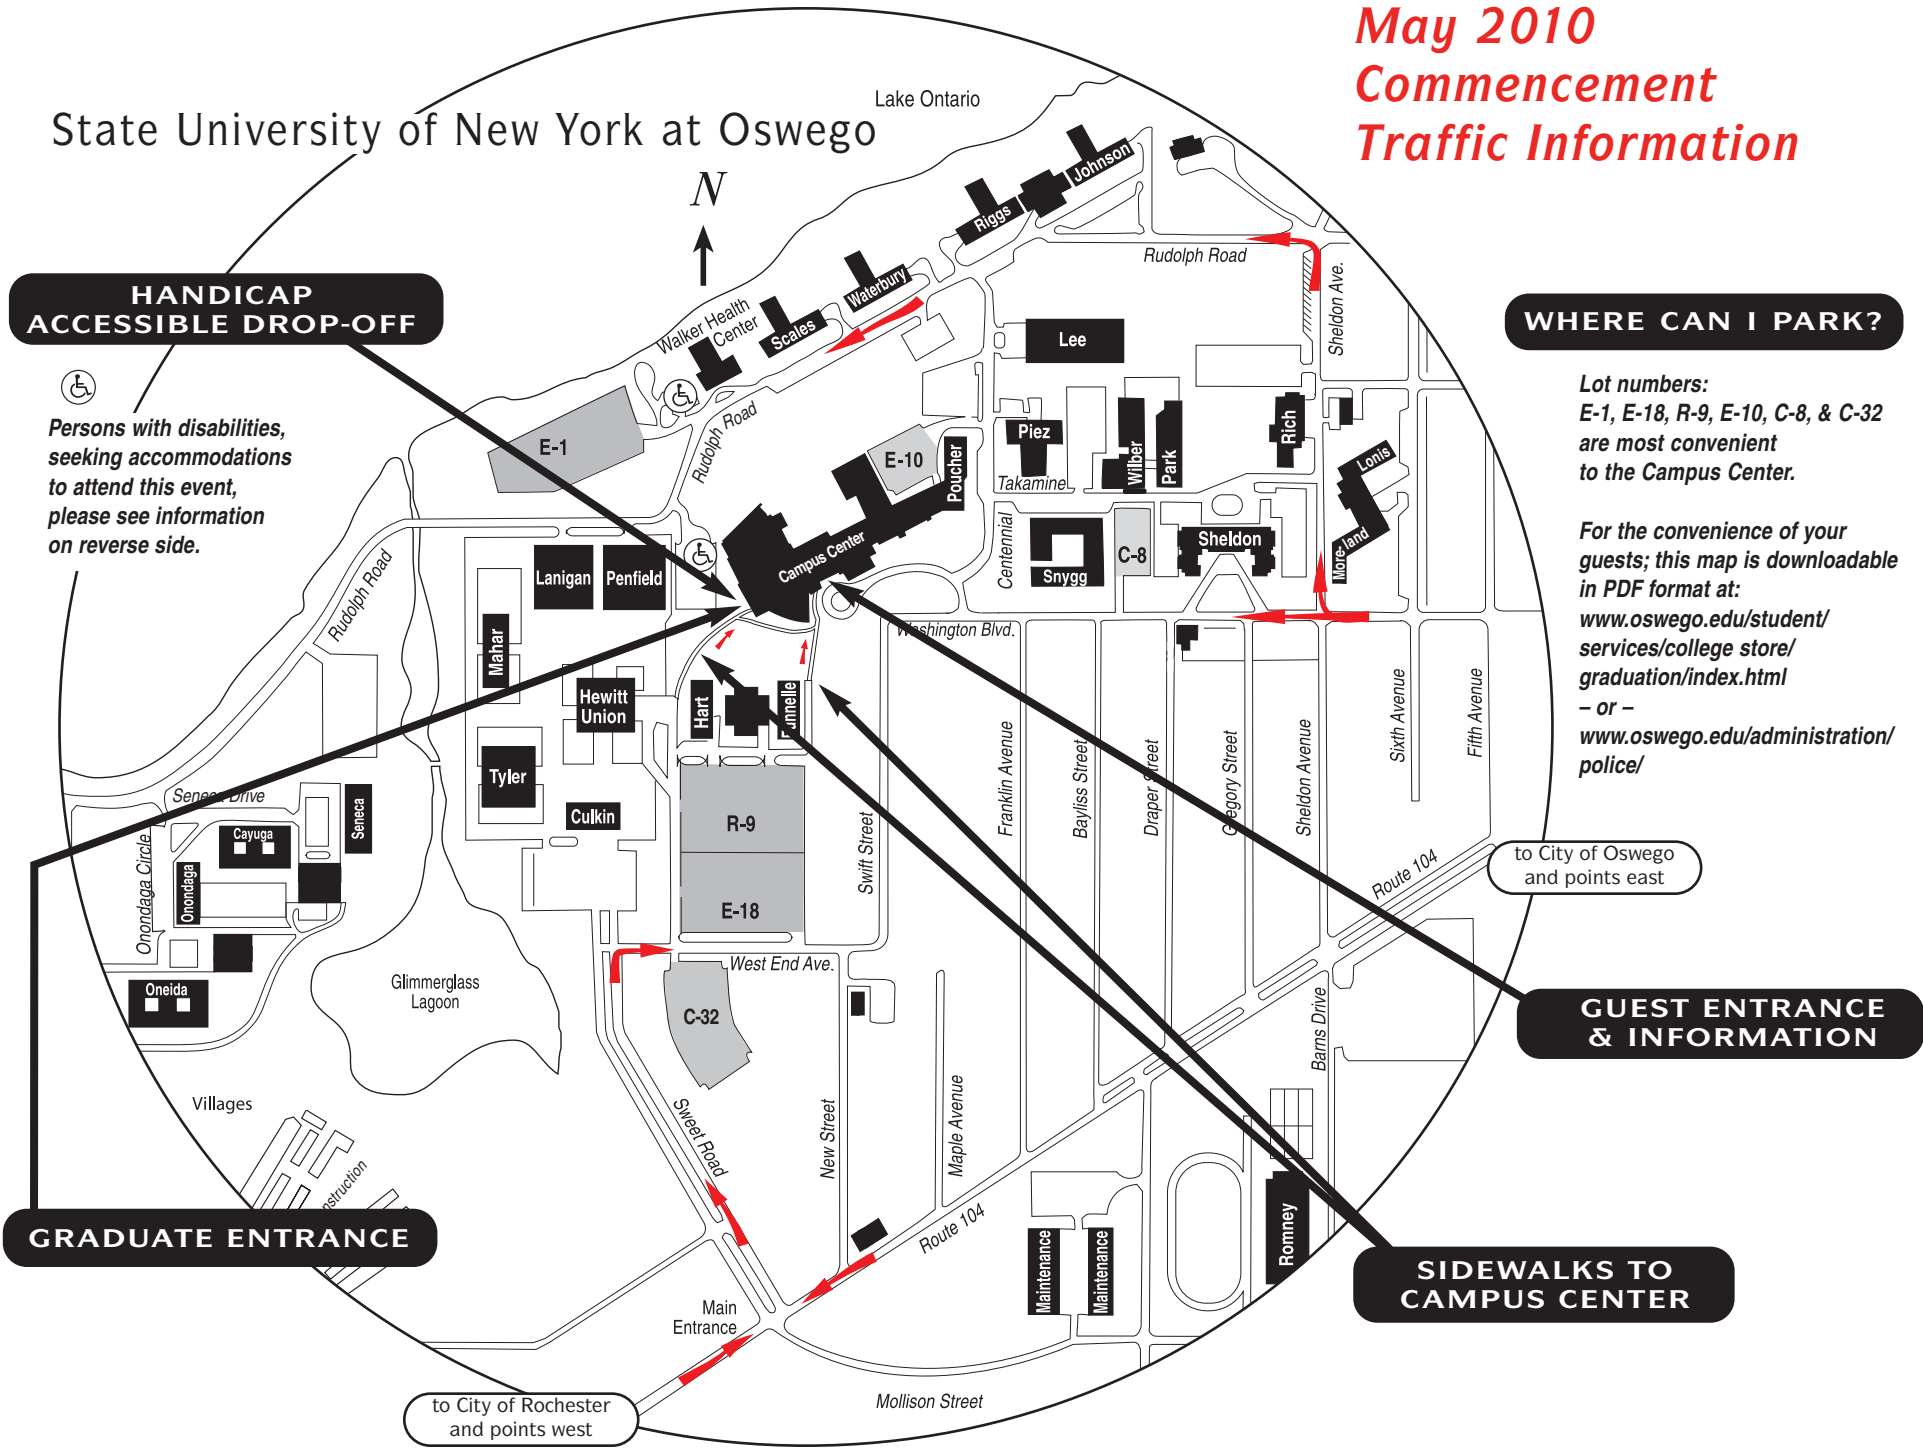 May 2010
Commencement
Traffic Information
State University of New York at Oswego
Lake Ontario
N
HANDICAP
ACCESSIBLE DROP-OFF
Persons with disabilities,
seeking accommodations
to attend this event,
please see information
on reverse side.
WHERE CAN I PARK?
Lot numbers:
E-1, E-18, R-9, E-10, C-8, & C-32
are most convenient
to the Campus Center.
For the convenience of your
guests; this map is downloadable
in PDF format at:
www.oswego.edu/student/
services/college store/
graduation/index.html
– or –
www.oswego.edu/administration/
police/
Johnson
Riggs
Waterbury
Scales
Walker Health
Center
Rudolph Road
Sheldon Ave.
Lee
E-1
Rudolph Road
E-10
Poucher
Piez
Wilber
Park
Rich
Lonis
Takamine
Centennial
Snygg
C-8
Sheldon
More-land
Campus Center
Lanigan
Penfield
Rudolph Road
Mahar
Hewitt
Union
Hart
Washington Blvd.
Tyler
Culkin
R-9
E-18
Seneca Drive
Seneca
Cayuga
Onondaga
Onondaga Circle
Oneida
Swift Street
Franklin Avenue
Bayliss Street
Draper Street
Gregory Street
Sheldon Avenue
Sixth Avenue
Fifth Avenue
Route 104
to City of Oswego
and points east
West End Ave.
C-32
Glimmerglass
Lagoon
Villages
nstruction
Sweet Road
New Street
Maple Avenue
Barns Drive
GUEST ENTRANCE
& INFORMATION
GRADUATE ENTRANCE
Route 104
Maintenance
Maintenance
Romney
SIDEWALKS TO
CAMPUS CENTER
Main
Entrance
Mollison Street
to City of Rochester
and points west